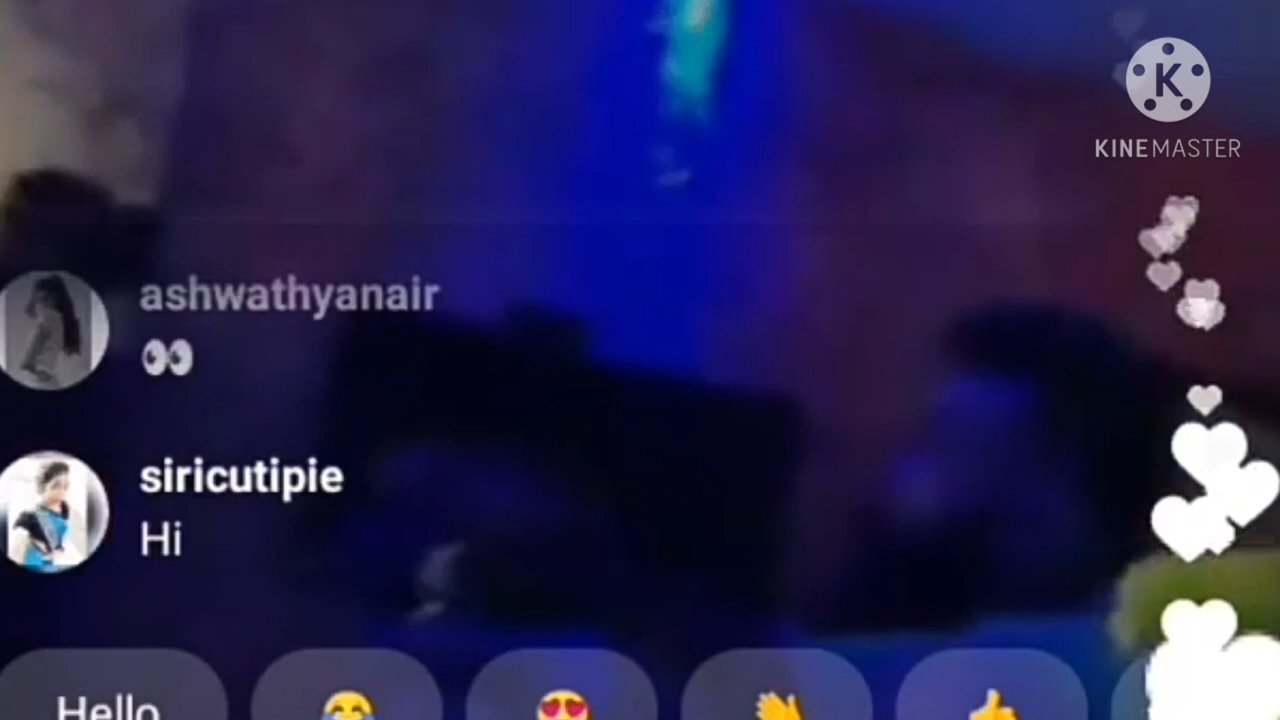 K
KINEMASTER
ashwathyanair
👀
siricutipie
Hi
Hello